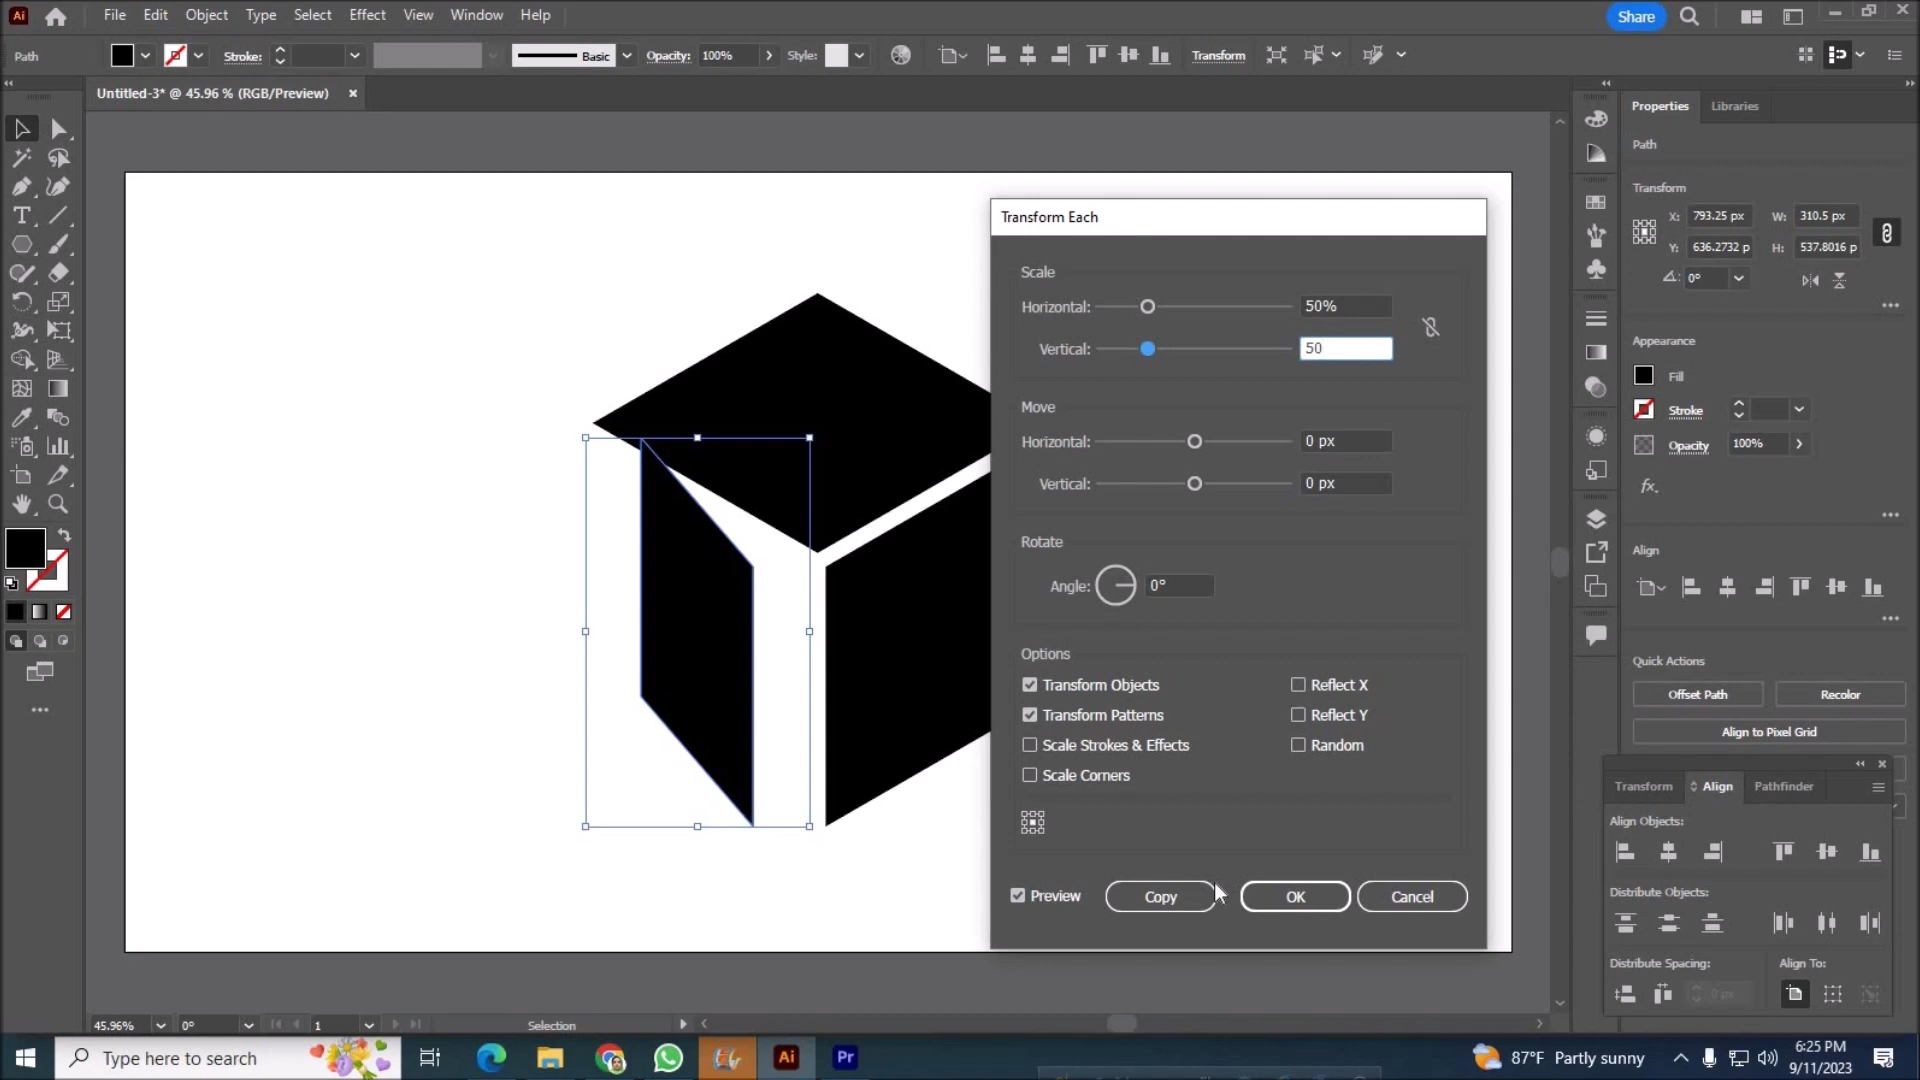 Ai File Edit Object Type Select Effect View Window Help Share
Path Stroke: Basic Opacity: 100% Style: Transform
Untitled-3* @ 45.96 % (RGB/Preview)
Properties Libraries
Path
Transform
X: 793.25 px W: 310.5 px
Y: 636.2732 p H: 537.8016 p
0°
Appearance
Fill
Stroke
Opacity 100%
fx.
Align
Quick Actions
Offset Path Recolor
Align to Pixel Grid
Transform Align Pathfinder
Align Objects:
Distribute Objects:
Distribute Spacing: Align To:
0 px
Transform Each
Scale
Horizontal: 50%
Vertical: 50
Move
Horizontal: 0 px
Vertical: 0 px
Rotate
Angle: 0°
Options
Transform Objects Reflect X
Transform Patterns Reflect Y
Scale Strokes & Effects Random
Scale Corners
Preview Copy OK Cancel
45.96% 0° 1 Selection
Type here to search
Ai Pr
87°F Partly sunny
6:25 PM
9/11/2023